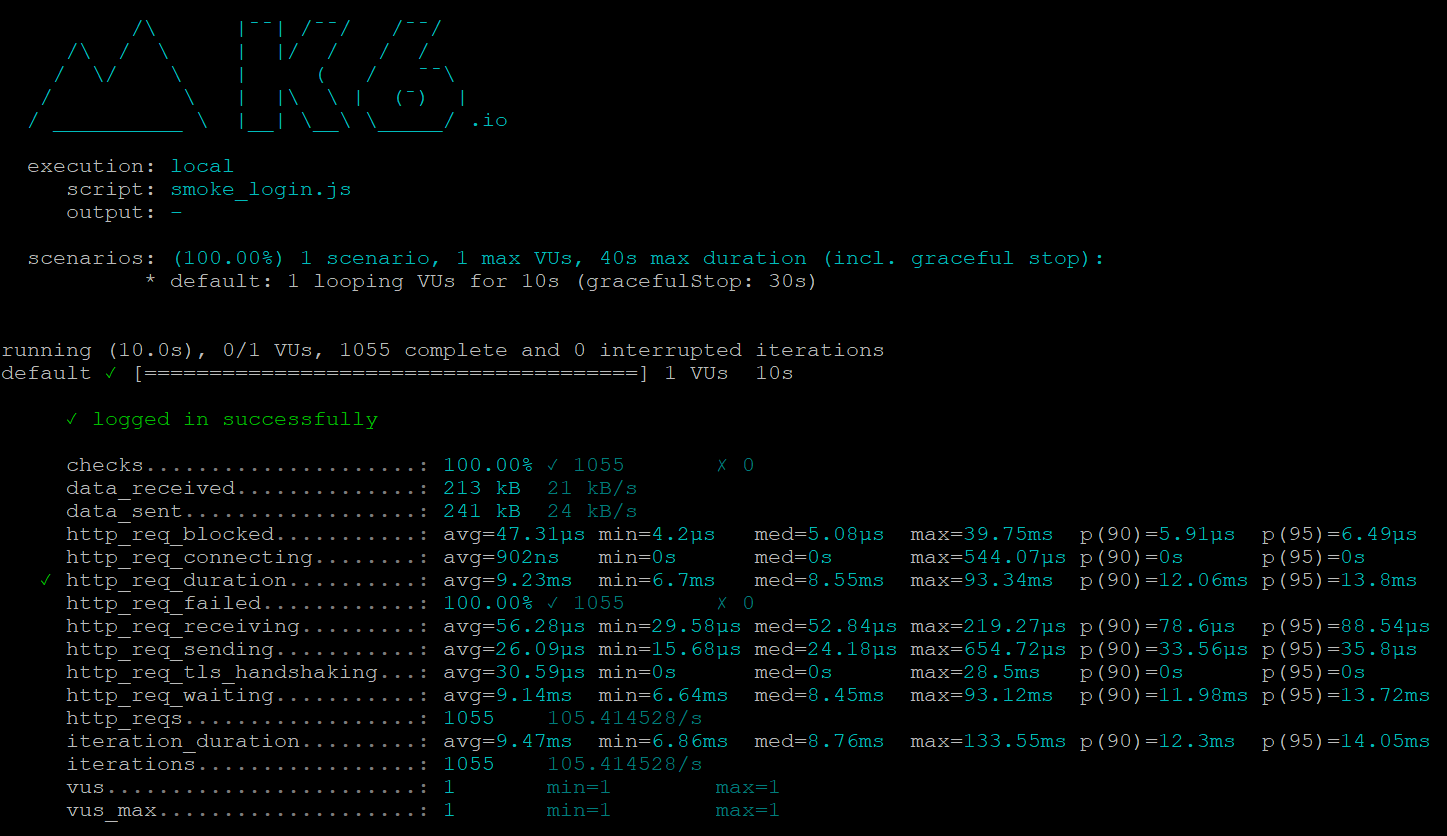 /\      |‾‾| /‾‾/   /‾‾/
     /\  /  \     |  |/  /   /  /
    /  \/    \    |     (   /   ‾‾\
   /          \   |  |\  \ |  (‾)  |
  / __________ \  |__| \__\ \_____/ .io

  execution: local
     script: smoke_login.js
     output: -

  scenarios: (100.00%) 1 scenario, 1 max VUs, 40s max duration (incl. graceful stop):
           * default: 1 looping VUs for 10s (gracefulStop: 30s)


running (10.0s), 0/1 VUs, 1055 complete and 0 interrupted iterations
default ✓ [======================================] 1 VUs  10s

     ✓ logged in successfully

     checks.....................: 100.00% ✓ 1055       ✗ 0
     data_received..............: 213 kB  21 kB/s
     data_sent..................: 241 kB  24 kB/s
     http_req_blocked...........: avg=47.31µs min=4.2µs   med=5.08µs  max=39.75ms  p(90)=5.91µs  p(95)=6.49µs
     http_req_connecting........: avg=902ns   min=0s      med=0s      max=544.07µs p(90)=0s      p(95)=0s
   ✓ http_req_duration..........: avg=9.23ms  min=6.7ms   med=8.55ms  max=93.34ms  p(90)=12.06ms p(95)=13.8ms
     http_req_failed............: 100.00% ✓ 1055       ✗ 0
     http_req_receiving.........: avg=56.28µs min=29.58µs med=52.84µs max=219.27µs p(90)=78.6µs  p(95)=88.54µs
     http_req_sending...........: avg=26.09µs min=15.68µs med=24.18µs max=654.72µs p(90)=33.56µs p(95)=35.8µs
     http_req_tls_handshaking...: avg=30.59µs min=0s      med=0s      max=28.5ms   p(90)=0s      p(95)=0s
     http_req_waiting...........: avg=9.14ms  min=6.64ms  med=8.45ms  max=93.12ms  p(90)=11.98ms p(95)=13.72ms
     http_reqs..................: 1055    105.414528/s
     iteration_duration.........: avg=9.47ms  min=6.86ms  med=8.76ms  max=133.55ms p(90)=12.3ms  p(95)=14.05ms
     iterations.................: 1055    105.414528/s
     vus........................: 1       min=1        max=1
     vus_max....................: 1       min=1        max=1